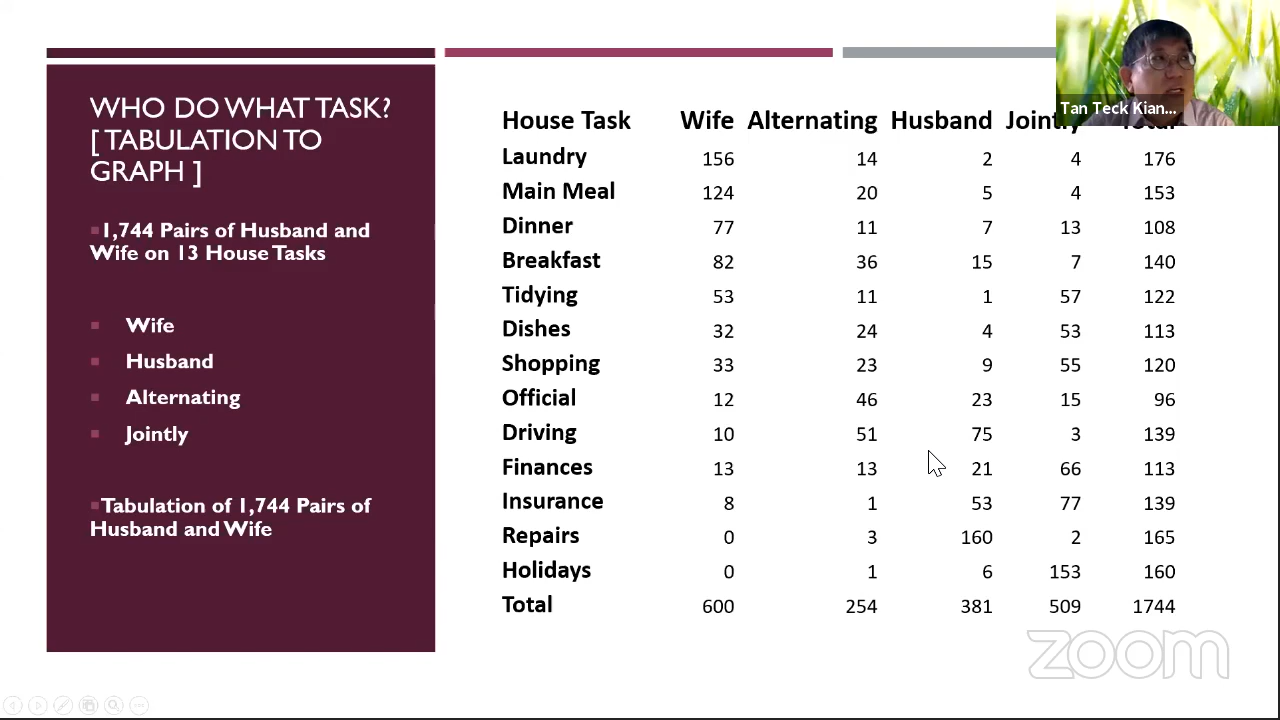 WHO DO WHAT TASK?
[ TABULATION TO
GRAPH ]
1,744 Pairs of Husband and
Wife on 13 House Tasks
Wife
Husband
Alternating
Jointly
Tabulation of 1,744 Pairs of
Husband and Wife
Tan Teck Kian...
House Task Wife Alternating Husband Jointly Total
Laundry 156 14 2 4 176
Main Meal 124 20 5 4 153
Dinner 77 11 7 13 108
Breakfast 82 36 15 7 140
Tidying 53 11 1 57 122
Dishes 32 24 4 53 113
Shopping 33 23 9 55 120
Official 12 46 23 15 96
Driving 10 51 75 3 139
Finances 13 13 21 66 113
Insurance 8 1 53 77 139
Repairs 0 3 160 2 165
Holidays 0 1 6 153 160
Total 600 254 381 509 1744
zoom